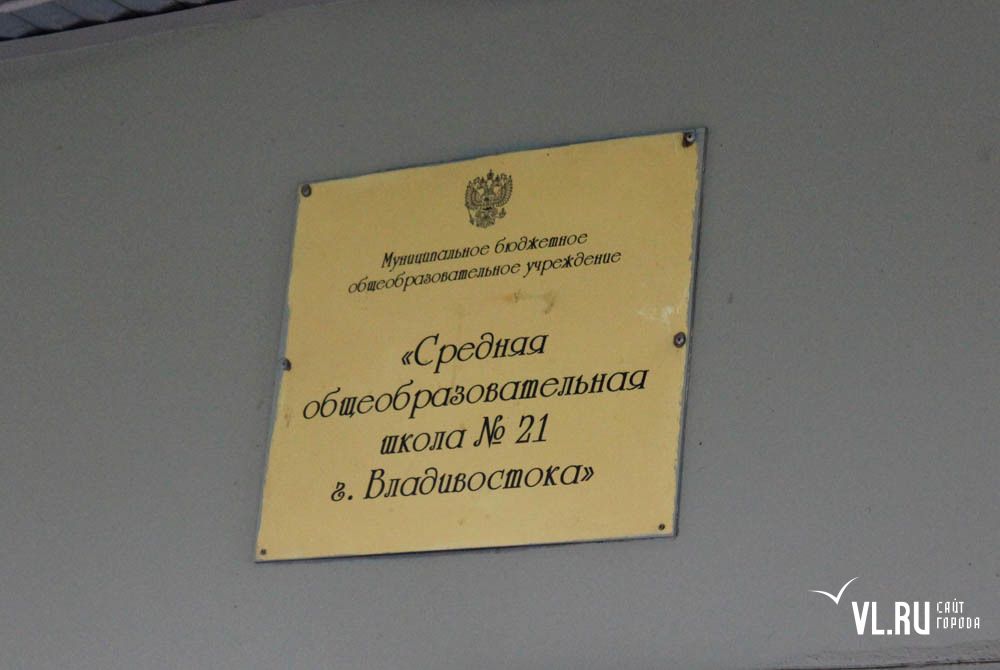 Муниципальное бюджетное
общеобразовательное учреждение
«Средняя
общеобразовательная
школа № 21
г. Владивостока»
VL.RU САЙТ
ГОРОДА